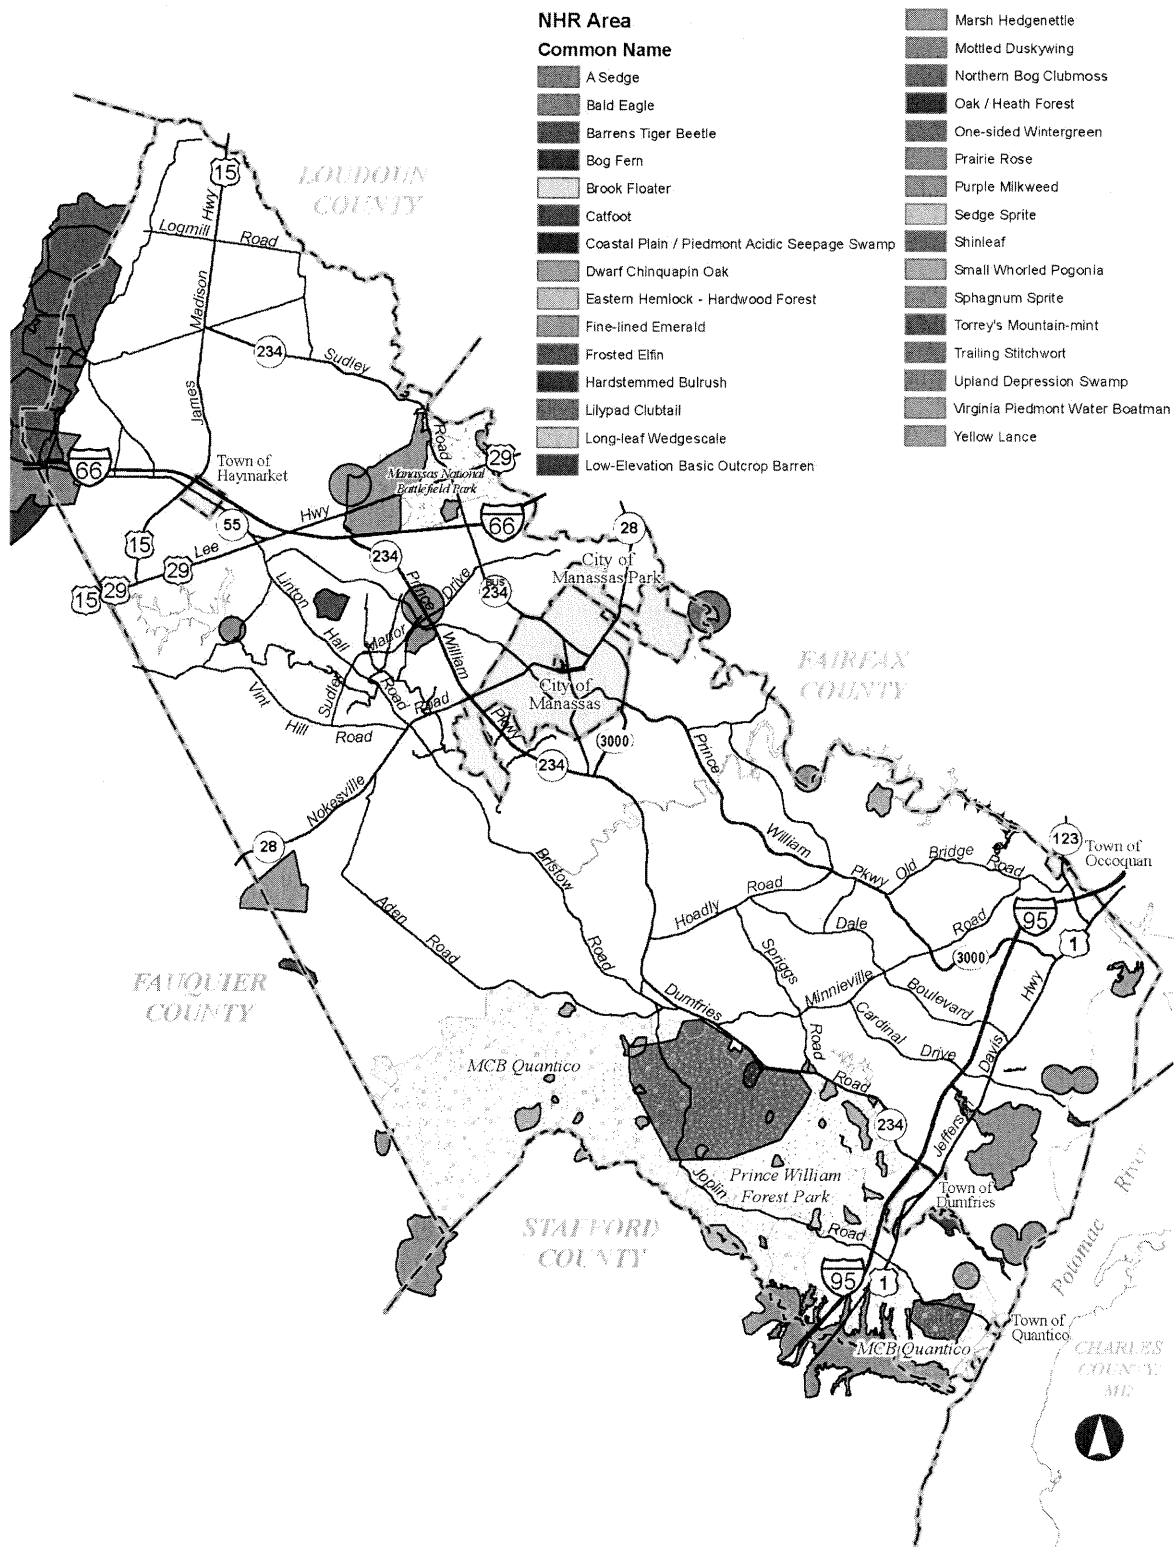 NHR Area
Common Name
A Sedge
Bald Eagle
Barrens Tiger Beetle
Bog Fern
Brook Floater
Catfoot
Coastal Plain / Piedmont Acidic Seepage Swamp
Dwarf Chinquapin Oak
Eastern Hemlock - Hardwood Forest
Fine-lined Emerald
Frosted Elfin
Hardstemmed Bulrush
Lilypad Clubtail
Long-leaf Wedgescale
Low-Elevation Basic Outcrop Barren
Marsh Hedgenettle
Mottled Duskywing
Northern Bog Clubmoss
Oak / Heath Forest
One-sided Wintergreen
Prairie Rose
Purple Milkweed
Sedge Sprite
Shinleaf
Small Whorled Pogonia
Sphagnum Sprite
Torrey's Mountain-mint
Trailing Stitchwort
Upland Depression Swamp
Virginia Piedmont Water Boatman
Yellow Lance
LOUDOUN
COUNTY
15
Hwy
Logmill Road
Madison
234
Sudley
Road
James
66
Town of
Haymarket
29
Manassas National
Battlefield Park
Hwy
55
66
28
15
Lee
29
234
City of
Manassas Park
15
29
Linton
Prince
Drive
BUS
234
Hall
Manor
William
FAIRFAX
COUNTY
Vint
Sudley
Road
Road
City of
Manassas
Hill
Road
Pkwy
3000
Prince
234
Nokesville
28
William
123
Town of
Occoquan
Bristow
Pkwy
Old
Bridge
Road
Aden
Road
Hoadly
Road
95
Road
Dale
1
Road
Spriggs
3000
FAUQUIER
COUNTY
Minnieville
Hwy
Boulevard
Dumfries
Cardinal
Road
Drive
Davis
MCB Quantico
Road
234
Jefferson
Prince William
Forest Park
Joplin
Town of
Dumfries
River
STAFFORD
COUNTY
Road
Potomac
95
1
Town of
Quantico
MCB Quantico
CHARLES
COUNTY,
MD